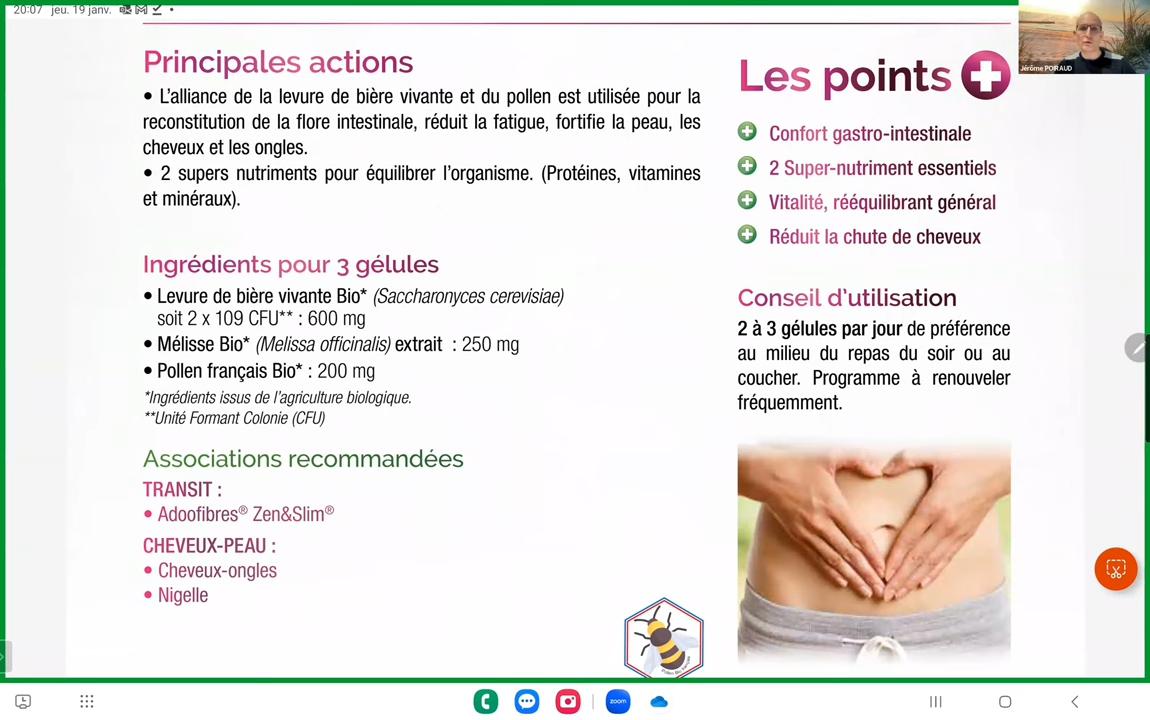 20:07 jeu. 19 janv.
Jérôme POIRAUD
Principales actions
• L'alliance de la levure de bière vivante et du pollen est utilisée pour la
reconstitution de la flore intestinale, réduit la fatigue, fortifie la peau, les
cheveux et les ongles.
• 2 supers nutriments pour équilibrer l'organisme. (Protéines, vitamines
et minéraux).
Ingrédients pour 3 gélules
• Levure de bière vivante Bio* (Saccharonyces cerevisiae)
soit 2 x 109 CFU** : 600 mg
• Mélisse Bio* (Melissa officinalis) extrait : 250 mg
• Pollen français Bio* : 200 mg
*Ingrédients issus de l'agriculture biologique.
**Unité Formant Colonie (CFU)
Associations recommandées
TRANSIT :
• Adoofibres® Zen&Slim®
CHEVEUX-PEAU :
• Cheveux-ongles
• Nigelle
Les points +
Confort gastro-intestinale
2 Super-nutriment essentiels
Vitalité, rééquilibrant général
Réduit la chute de cheveux
Conseil d'utilisation
2 à 3 gélules par jour de préférence
au milieu du repas du soir ou au
coucher. Programme à renouveler
fréquemment.
zoom